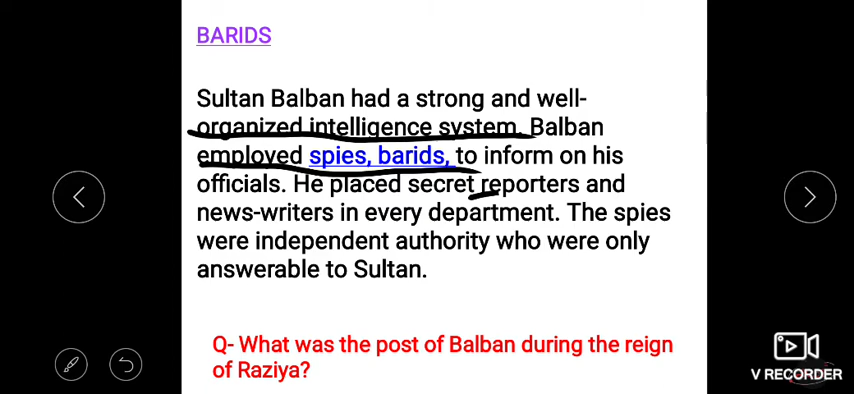 BARIDS
Sultan Balban had a strong and well-
organized intelligence system. Balban
employed spies, barids, to inform on his
officials. He placed secret reporters and
news-writers in every department. The spies
were independent authority who were only
answerable to Sultan.
Q- What was the post of Balban during the reign
of Raziya?
V RECORDER